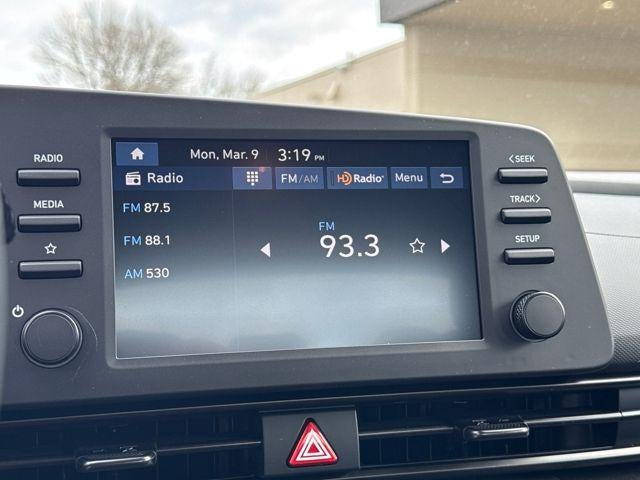 RADIO
MEDIA
Mon, Mar. 9 3:19 PM
Radio
FM/AM HD Radio Menu
FM 87.5
FM 88.1
AM 530
FM
93.3
<SEEK
TRACK>
SETUP